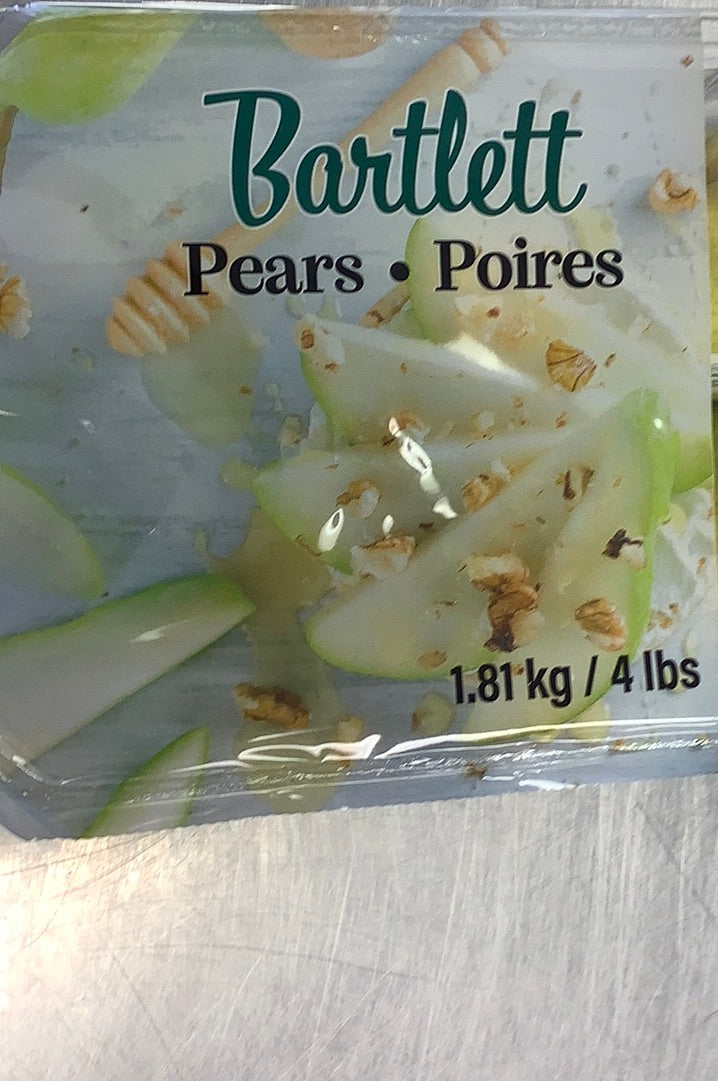 Bartlett
Pears • Poires
1.81 kg / 4 lbs